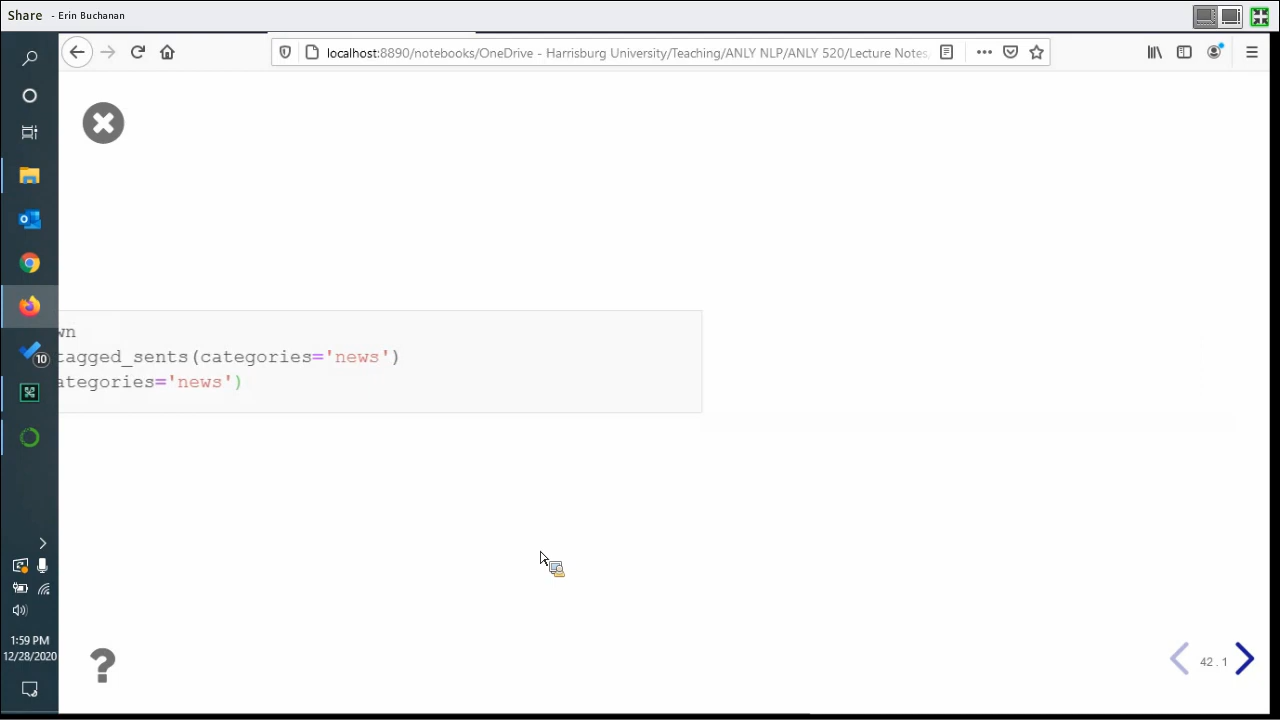 Share - Erin Buchanan
localhost:8890/notebooks/OneDrive - Harrisburg University/Teaching/ANLY NLP/ANLY 520/Lecture Notes
wn
tagged_sents(categories='news')
ategories='news')
10
1:59 PM
12/28/2020
?
42.1